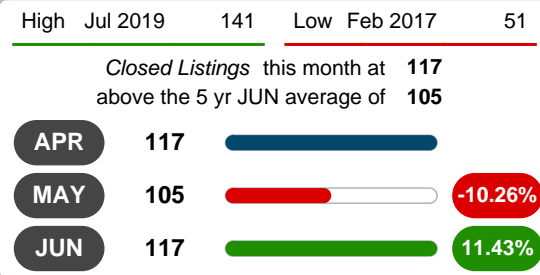 High Jul 2019 141 Low Feb 2017 51
Closed Listings this month at 117
above the 5 yr JUN average of 105
APR 117
MAY 105 -10.26%
JUN 117 11.43%